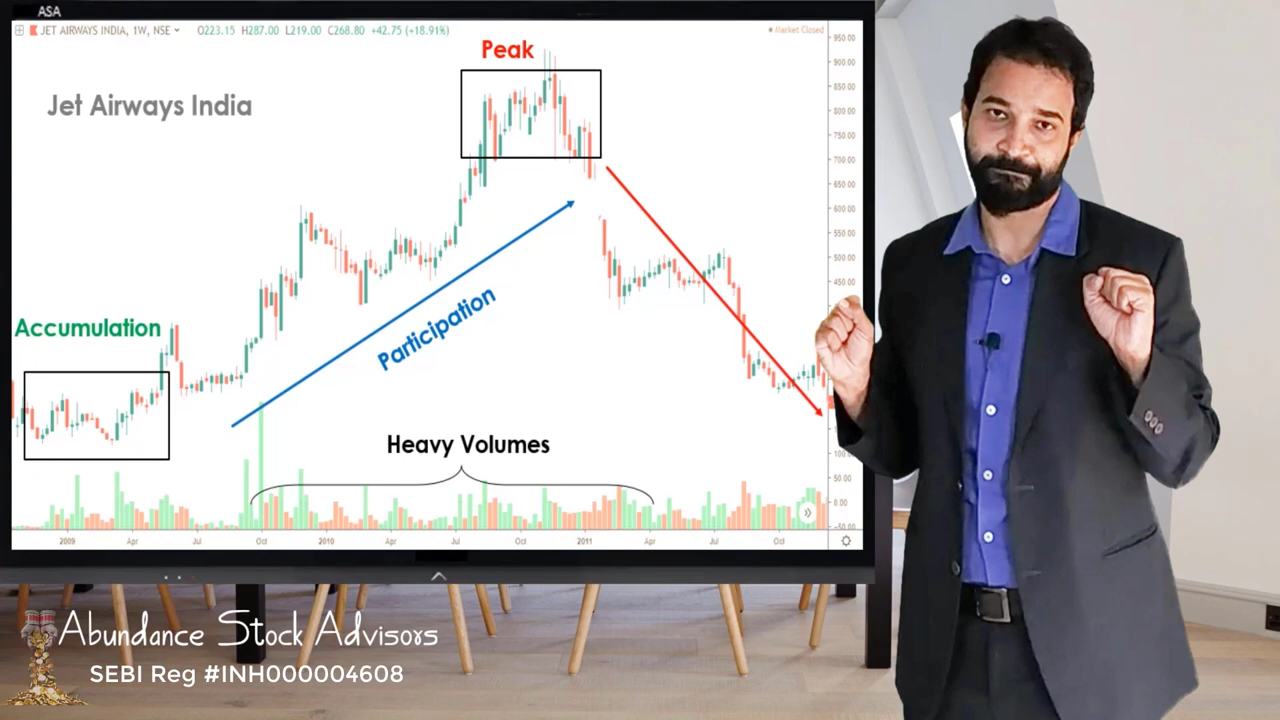 ASA
JET AIRWAYS INDIA, 1W, NSE O223.15 H287.00 L219.00 C268.80 +42.75 (+18.91%)
Market Closed
Peak
Jet Airways India
Accumulation
Participation
Heavy Volumes
950.00
900.00
850.00
800.00
750.00
700.00
650.00
600.00
550.00
500.00
450.00
100.00
50.00
0.00
-50.00
2009 Apr Jul Oct 2010 Apr Jul Oct 2011 Apr Jul Oct
Abundance Stock Advisors
SEBI Reg #INH000004608